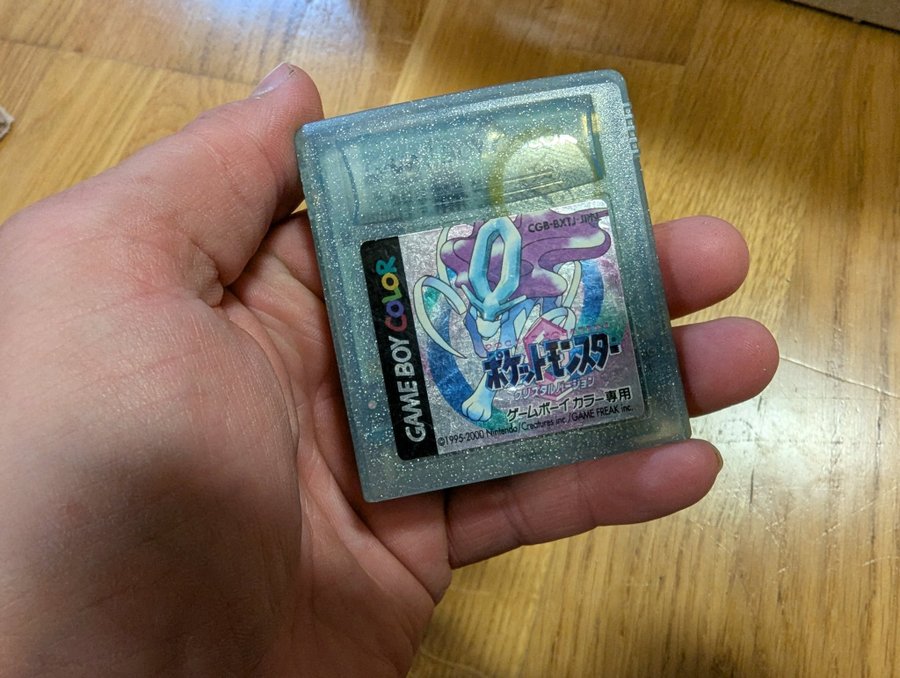 CGB-BXTJ-JPN
GAME BOY COLOR
ポケットモンスター
クリスタルバージョン
ゲームボーイ カラー専用
©1995-2000 Nintendo/Creatures inc./GAME FREAK inc.